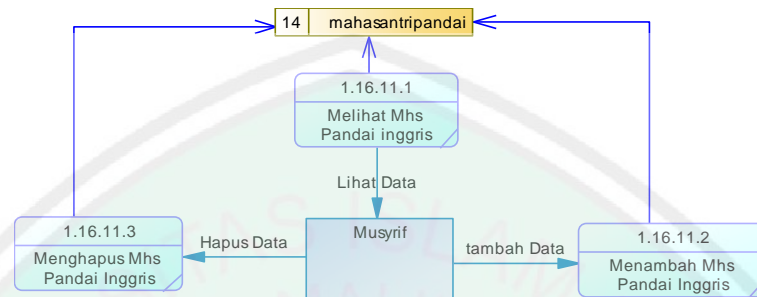 14 mahasantripandai
1.16.11.1
Melihat Mhs
Pandai inggris
Lihat Data
1.16.11.3
Menghapus Mhs
Pandai Inggris
Hapus Data
Musyrif
tambah Data
1.16.11.2
Menambah Mhs
Pandai Inggris